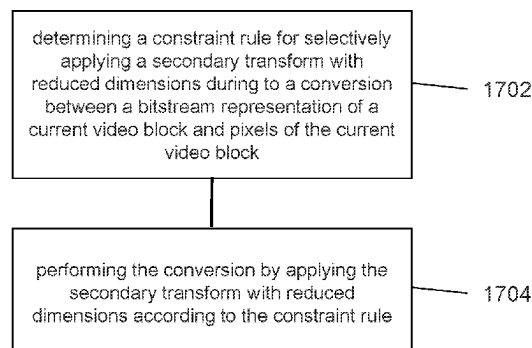 determining a constraint rule for selectively
applying a secondary transform with
reduced dimensions during to a conversion
between a bitstream representation of a
current video block and pixels of the current
video block
1702
performing the conversion by applying the
secondary transform with reduced
dimensions according to the constraint rule
1704